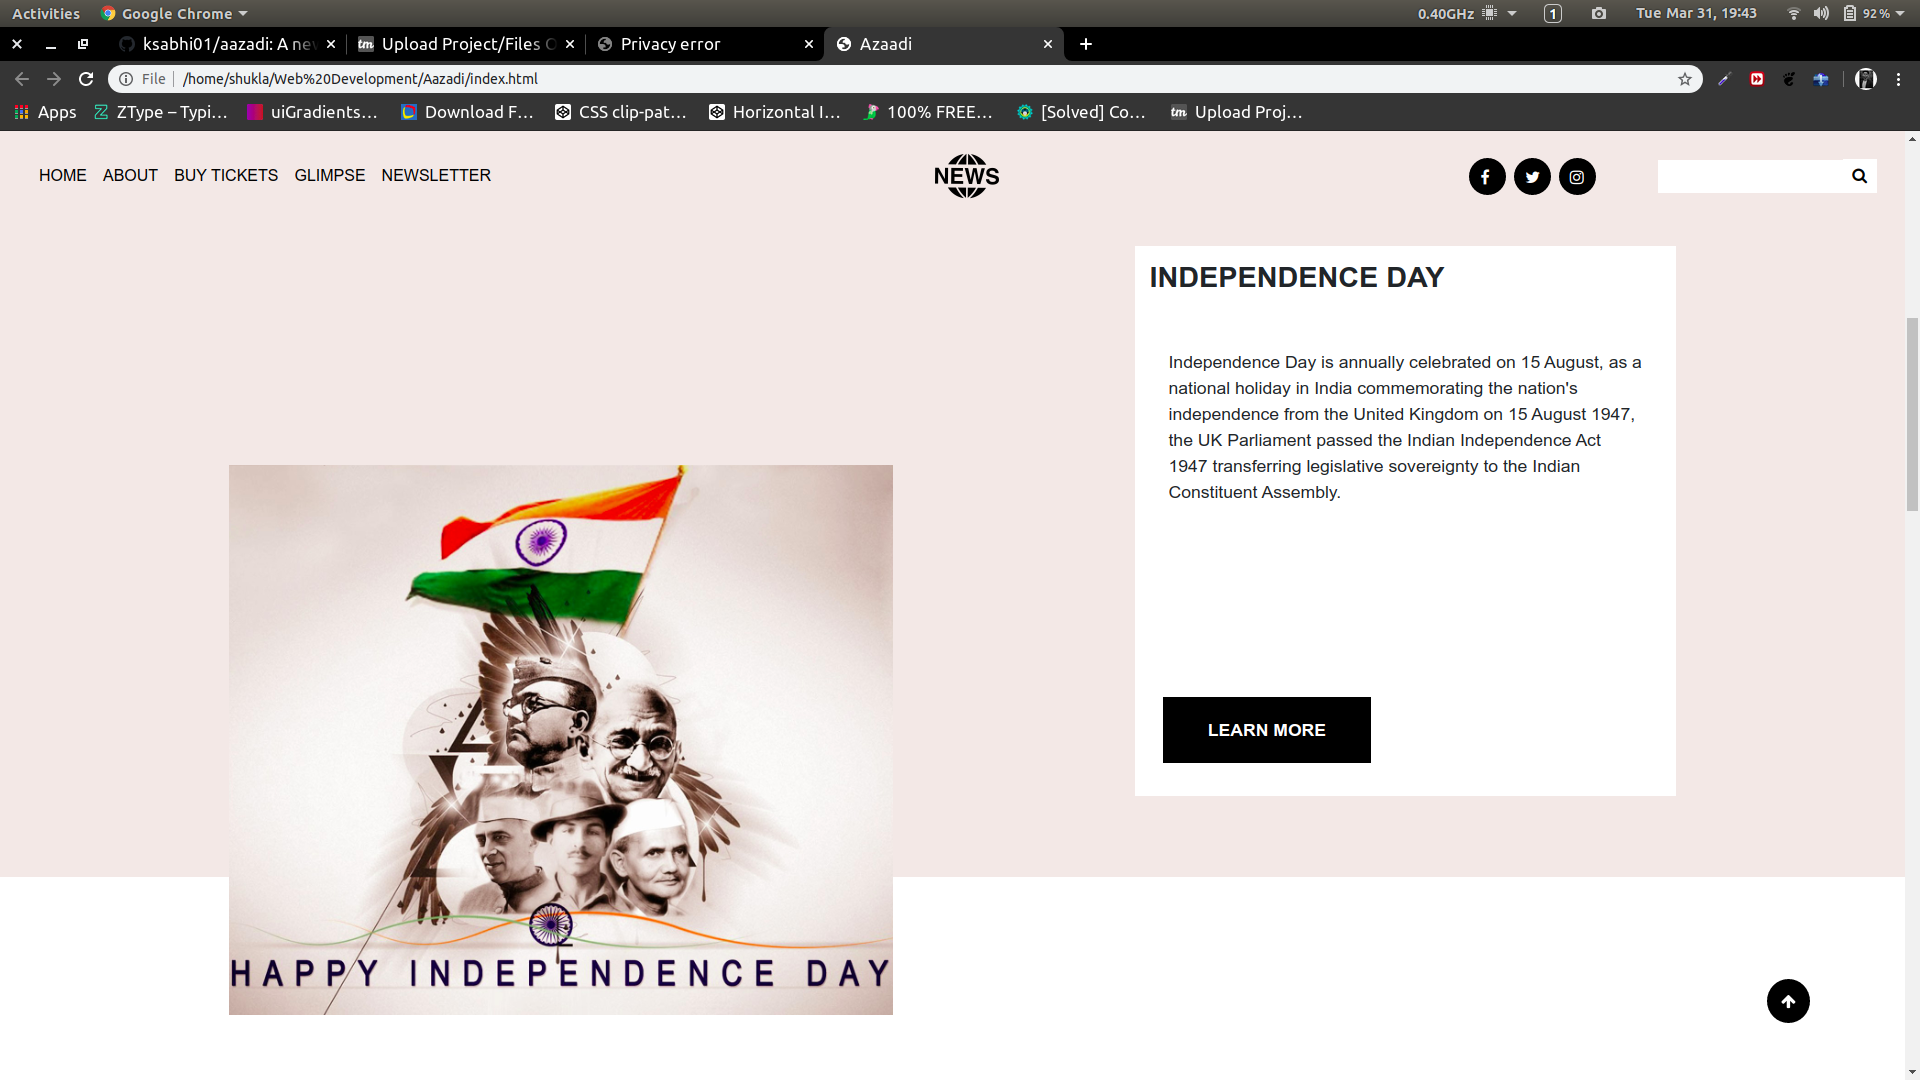 Activities
Google Chrome
0.40GHz
1
Tue Mar 31, 19:43
92%
ksabhi01/aazadi: A nev
tm Upload Project/Files O
Privacy error
Azaadi
File
/home/shukla/Web%20Development/Aazadi/index.html
Apps
ZType – Typi…
uiGradients…
Download F…
CSS clip-pat…
Horizontal I…
100% FREE…
[Solved] Co…
tm Upload Proj…
HOME
ABOUT
BUY TICKETS
GLIMPSE
NEWSLETTER
NEWS
INDEPENDENCE DAY
Independence Day is annually celebrated on 15 August, as a
national holiday in India commemorating the nation's
independence from the United Kingdom on 15 August 1947,
the UK Parliament passed the Indian Independence Act
1947 transferring legislative sovereignty to the Indian
Constituent Assembly.
LEARN MORE
HAPPY INDEPENDENCE DAY